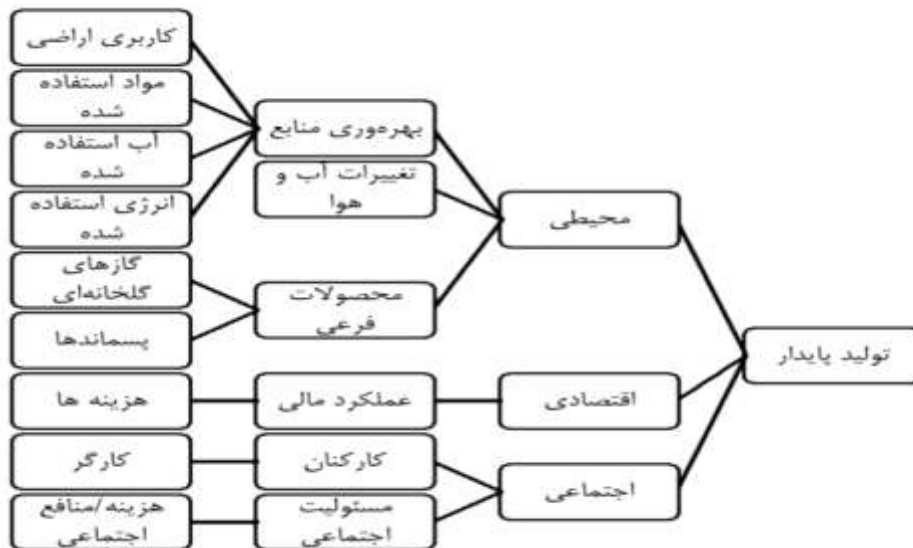 تولید پایدار
محیطی
اقتصادی
اجتماعی
بهره‌وری منابع
تغییرات آب و
هوا
محصولات
فرعی
عملکرد مالی
کارکنان
مسئولیت
اجتماعی
کاربری اراضی
مواد استفاده
شده
آب استفاده
شده
انرژی استفاده
شده
گازهای
گلخانه‌ای
پسماندها
هزینه ها
کارگر
هزینه/منافع
اجتماعی